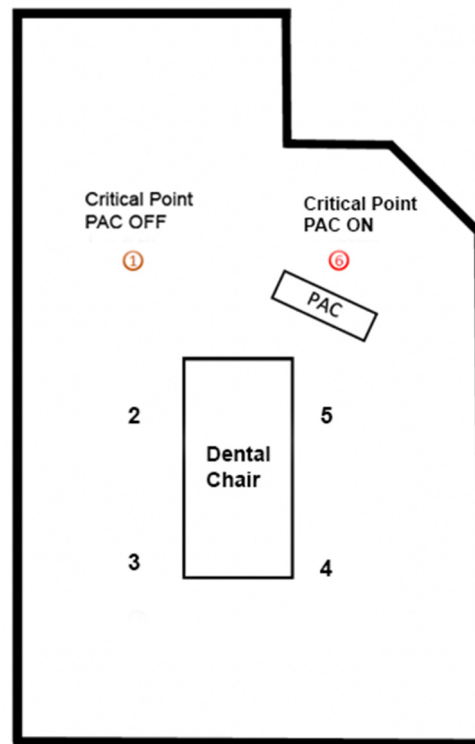 Critical Point
PAC OFF
Critical Point
PAC ON
①
⑥
PAC
2
5
Dental
Chair
3
4